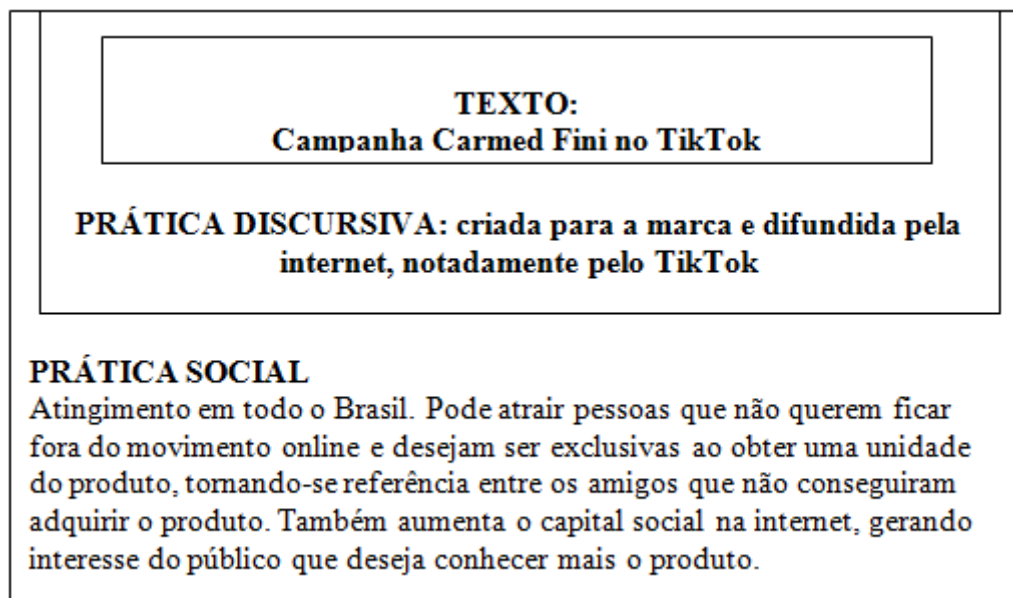 TEXTO:
Campanha Carmed Fini no TikTok
PRÁTICA DISCURSIVA: criada para a marca e difundida pela
internet, notadamente pelo TikTok
PRÁTICA SOCIAL
Atingimento em todo o Brasil. Pode atrair pessoas que não querem ficar
fora do movimento online e desejam ser exclusivas ao obter uma unidade
do produto, tornando-se referência entre os amigos que não conseguiram
adquirir o produto. Também aumenta o capital social na internet, gerando
interesse do público que deseja conhecer mais o produto.